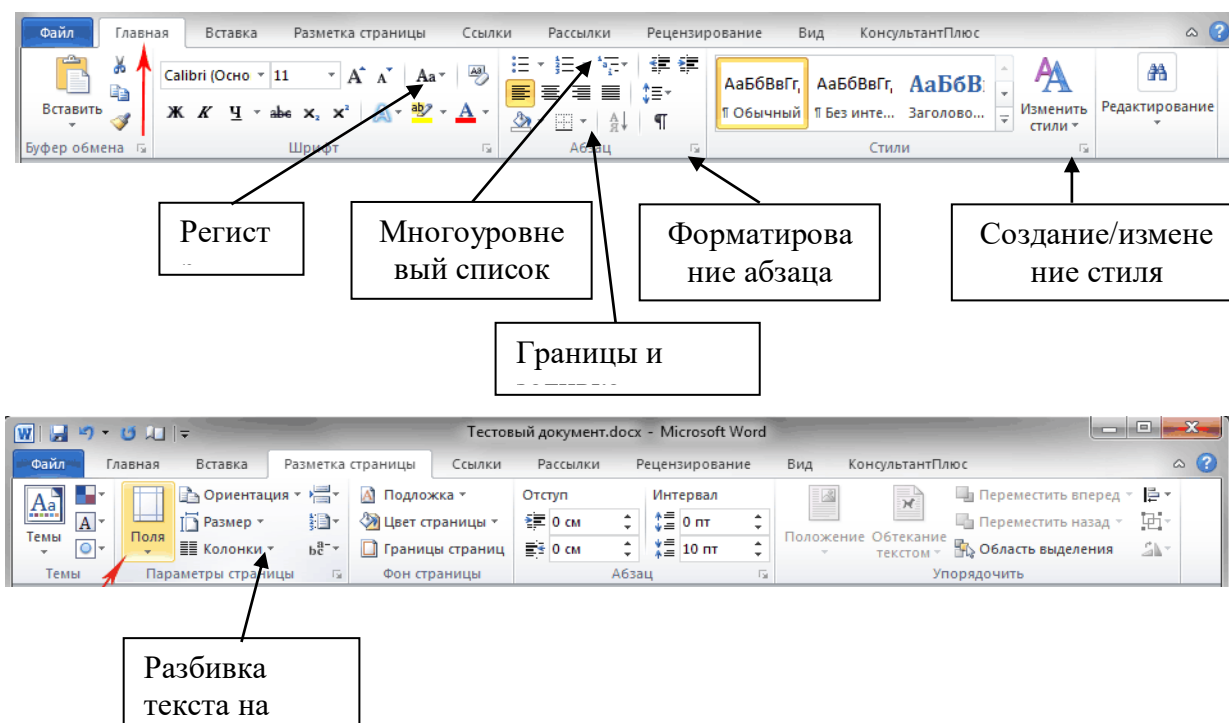 Файл Главная Вставка Разметка страницы Ссылки Рассылки Рецензирование Вид КонсультантПлюс
Calibri (Осно 11 А А Аа
Вставить
Ж К Ч abc x₂ x² A ab A
АаБбВвГг, АаБбВвГг, АаБбВ
¶ Обычный ¶ Без инте... Заголово...
Изменить стили
Редактирование
Буфер обмена Шрифт Абзац Стили
Регист
Многоуровне
вый список
Форматирова
ние абзаца
Создание/измене
ние стиля
Границы и
Тестовый документ.docx - Microsoft Word
Файл Главная Вставка Разметка страницы Ссылки Рассылки Рецензирование Вид КонсультантПлюс
Темы
Поля
Ориентация
Размер
Колонки
Подложка
Цвет страницы
Границы страниц
Отступ Интервал
0 см 0 пт
0 см 10 пт
Положение
Обтекание текстом
Переместить вперед
Переместить назад
Область выделения
Темы Параметры страницы Фон страницы Абзац Упорядочить
Разбивка
текста на